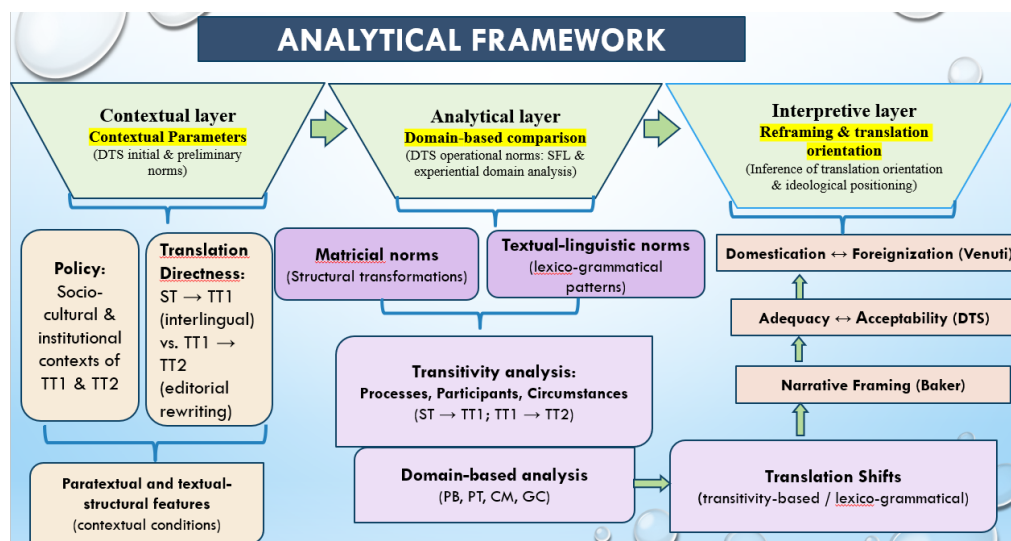 ANALYTICAL FRAMEWORK
Contextual layer
Contextual Parameters
(DTS initial & preliminary
norms)
Analytical layer
Domain-based comparison
(DTS operational norms: SFL &
experiential domain analysis)
Interpretive layer
Reframing & translation
orientation
(Inference of translation orientation
& ideological positioning)
Policy:
Socio-
cultural &
institutional
contexts of
TT1 & TT2
Translation
Directness:
ST → TT1
(interlingual)
vs. TT1 →
TT2
(editorial
rewriting)
Paratextual and textual-
structural features
(contextual conditions)
Matricial norms
(Structural transformations)
Textual-linguistic norms
(lexico-grammatical
patterns)
Transitivity analysis:
Processes, Participants, Circumstances
(ST → TT1; TT1 → TT2)
Domain-based analysis
(PB, PT, CM, GC)
Translation Shifts
(transitivity-based / lexico-grammatical)
Narrative Framing (Baker)
Adequacy ↔ Acceptability (DTS)
Domestication ↔ Foreignization (Venuti)